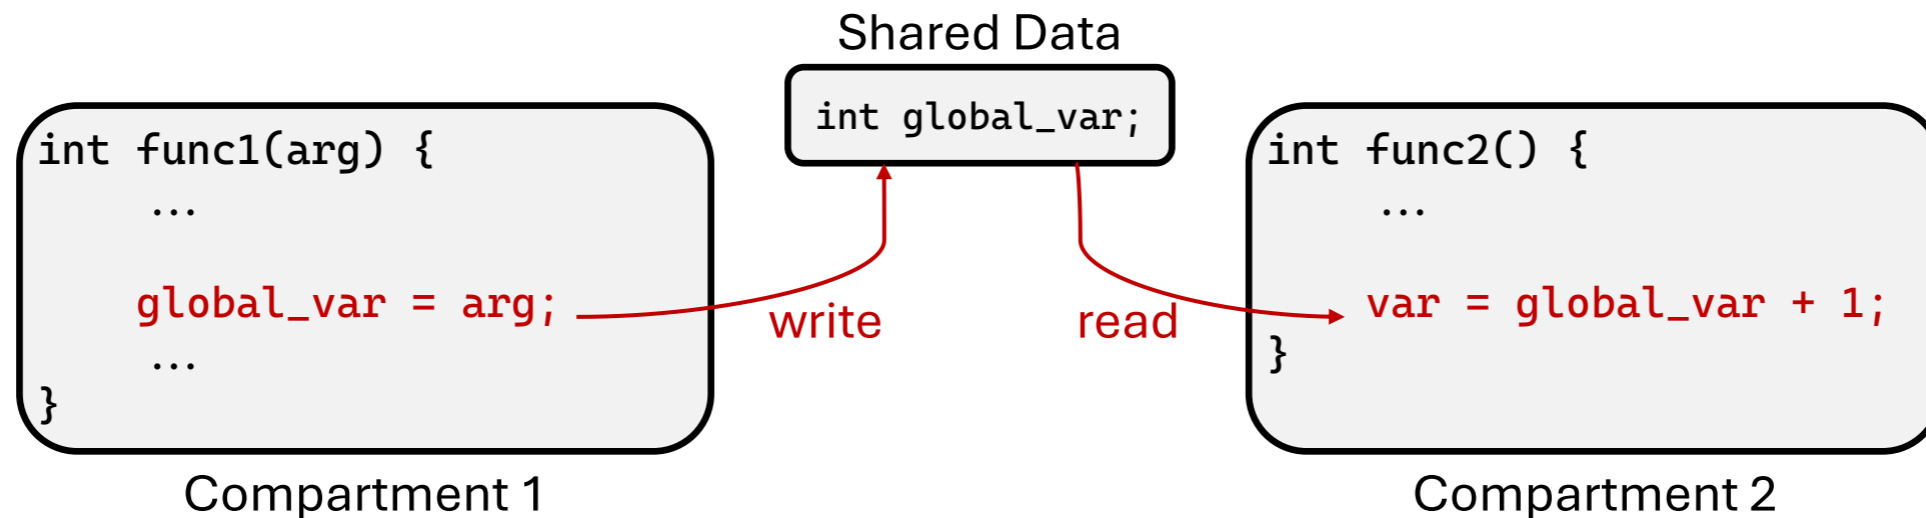 Shared Data
int global_var;
int func1(arg) {
...
global_var = arg;
...
}
Compartment 1
write
read
int func2() {
...
var = global_var + 1;
}
Compartment 2